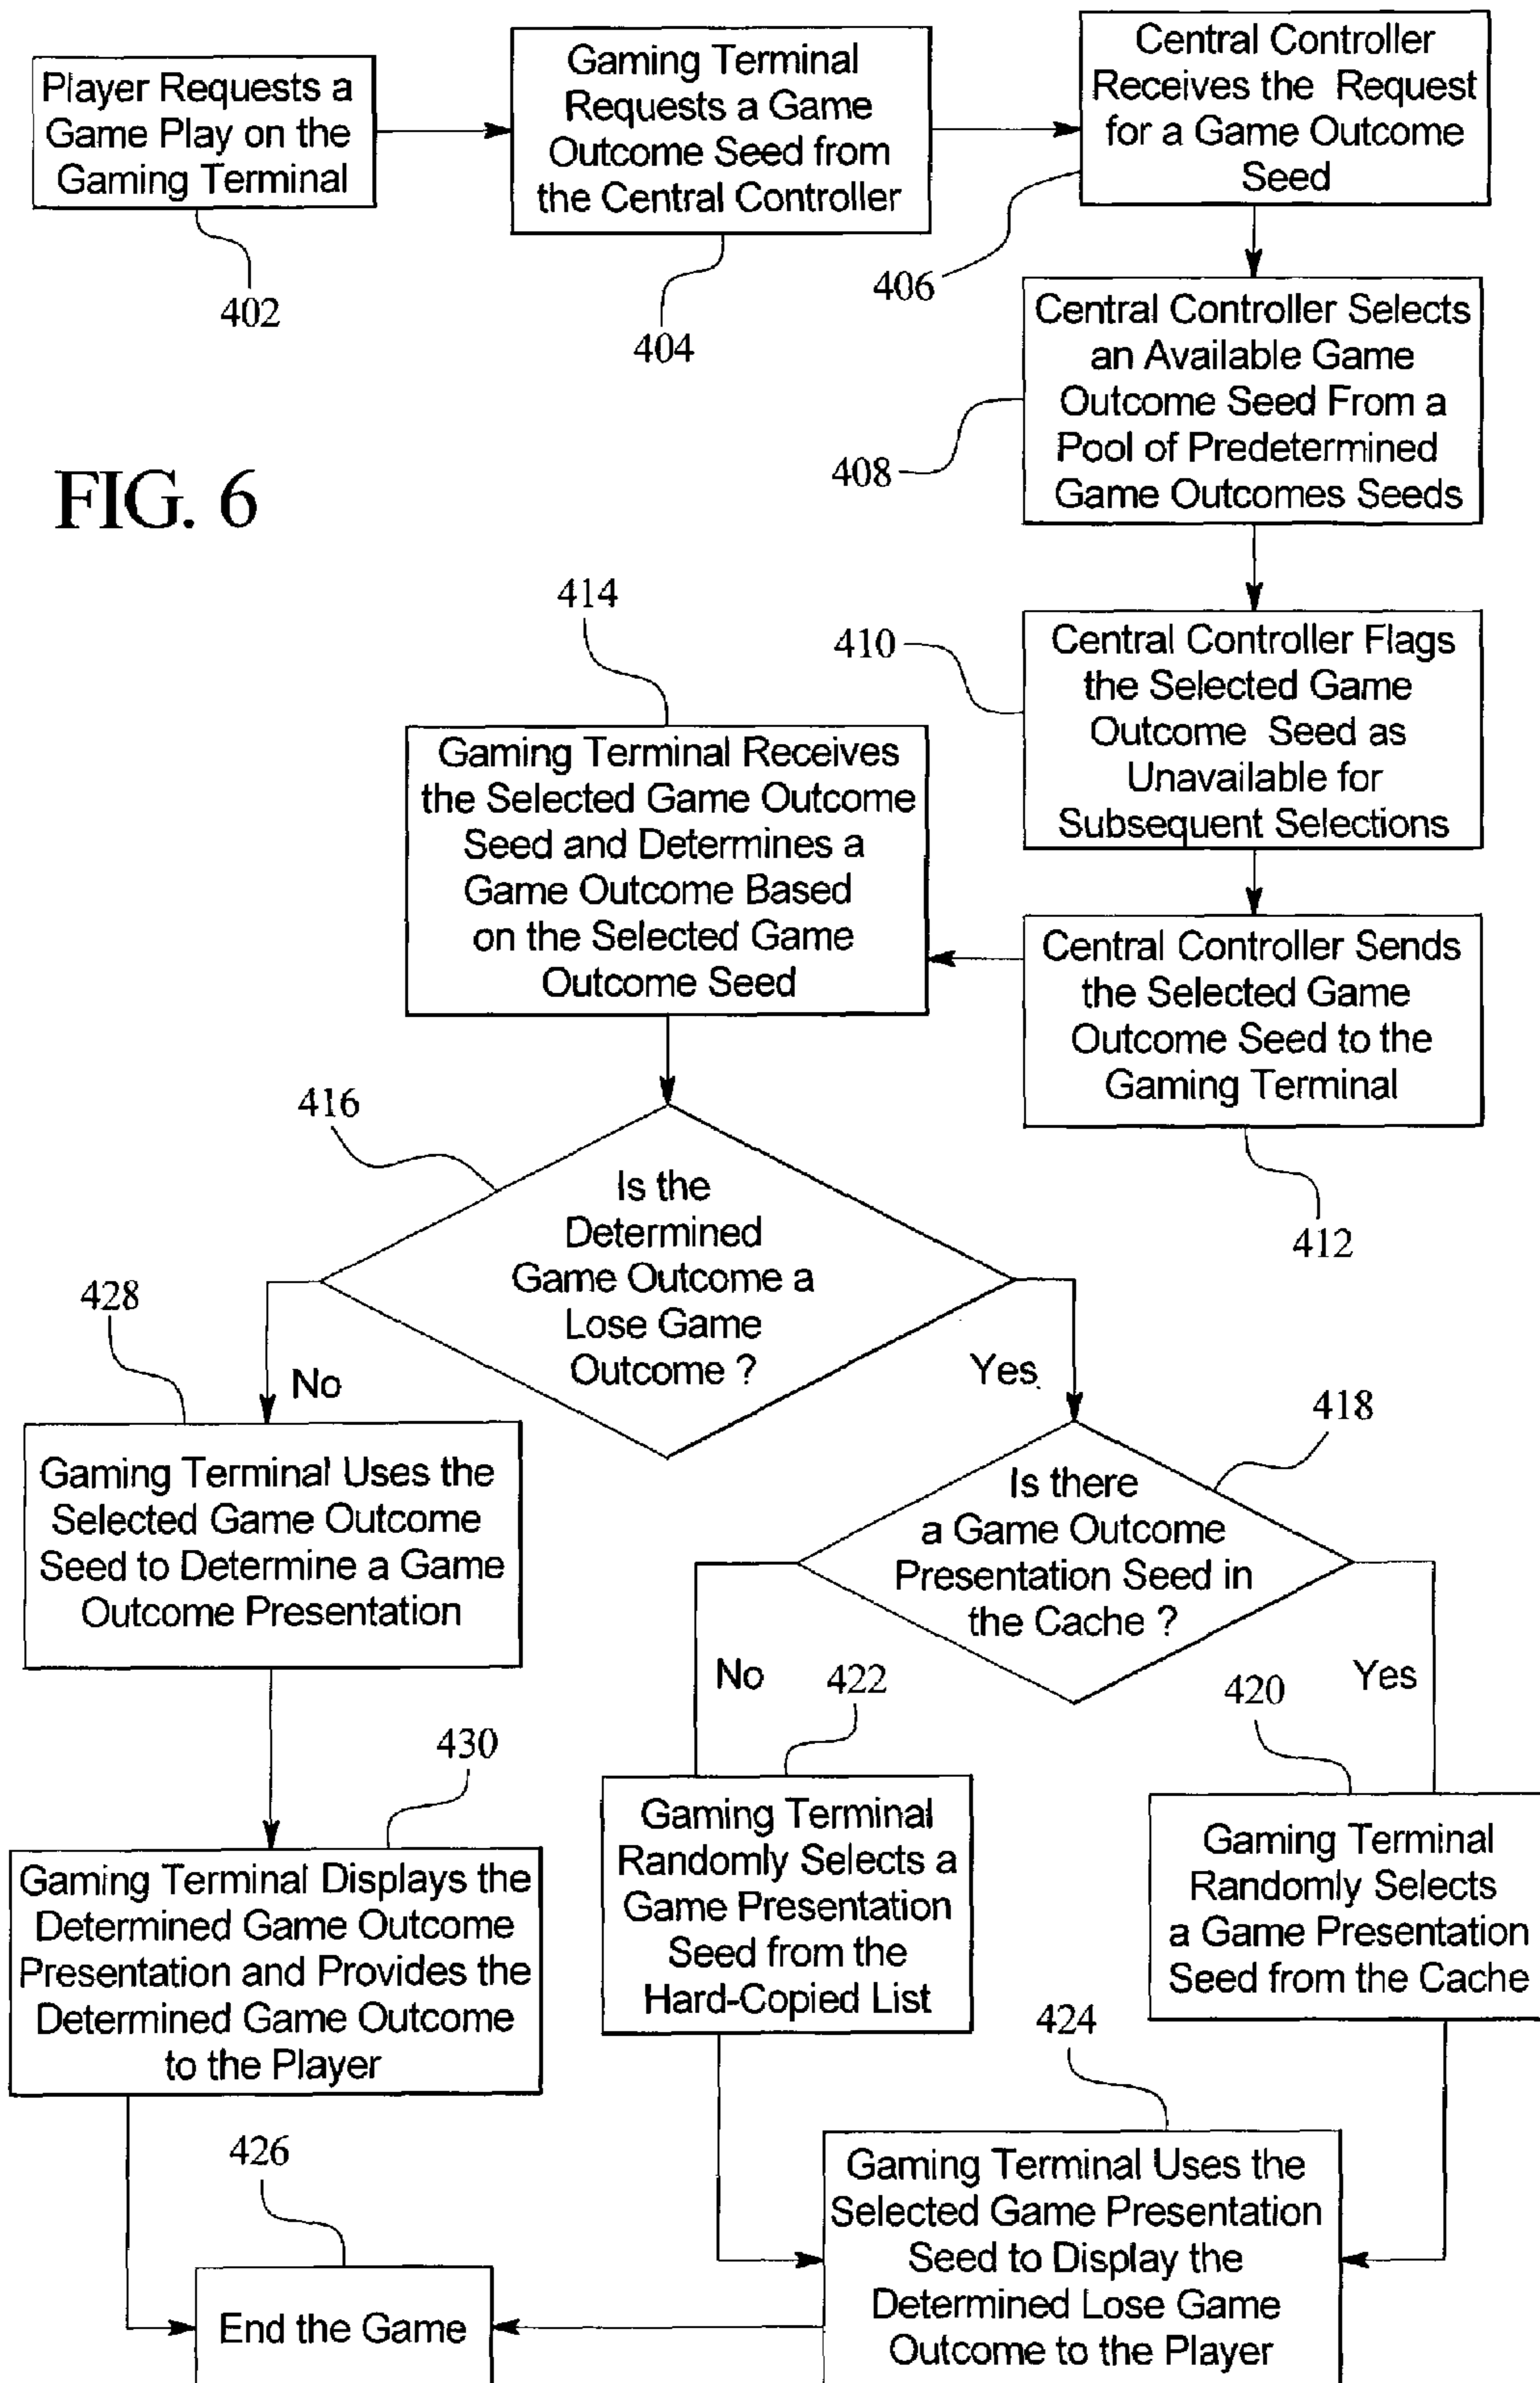 Player Requests a
Game Play on the
Gaming Terminal
402
Gaming Terminal
Requests a Game
Outcome Seed from
the Central Controller
404
Central Controller
Receives the Request
for a Game Outcome
Seed
406
Central Controller Selects
an Available Game
Outcome Seed From a
Pool of Predetermined
Game Outcomes Seeds
408
FIG. 6
Central Controller Flags
the Selected Game
Outcome Seed as
Unavailable for
Subsequent Selections
410
Central Controller Sends
the Selected Game
Outcome Seed to the
Gaming Terminal
412
414
Gaming Terminal Receives
the Selected Game Outcome
Seed and Determines a
Game Outcome Based
on the Selected Game
Outcome Seed
416
Is the
Determined
Game Outcome a
Lose Game
Outcome ?
No
Yes
428
Gaming Terminal Uses the
Selected Game Outcome
Seed to Determine a Game
Outcome Presentation
418
Is there
a Game Outcome
Presentation Seed in
the Cache ?
No
Yes
430
Gaming Terminal Displays the
Determined Game Outcome
Presentation and Provides the
Determined Game Outcome
to the Player
422
Gaming Terminal
Randomly Selects a
Game Presentation
Seed from the
Hard-Copied List
420
Gaming Terminal
Randomly Selects
a Game Presentation
Seed from the Cache
424
Gaming Terminal Uses the
Selected Game Presentation
Seed to Display the
Determined Lose Game
Outcome to the Player
426
End the Game